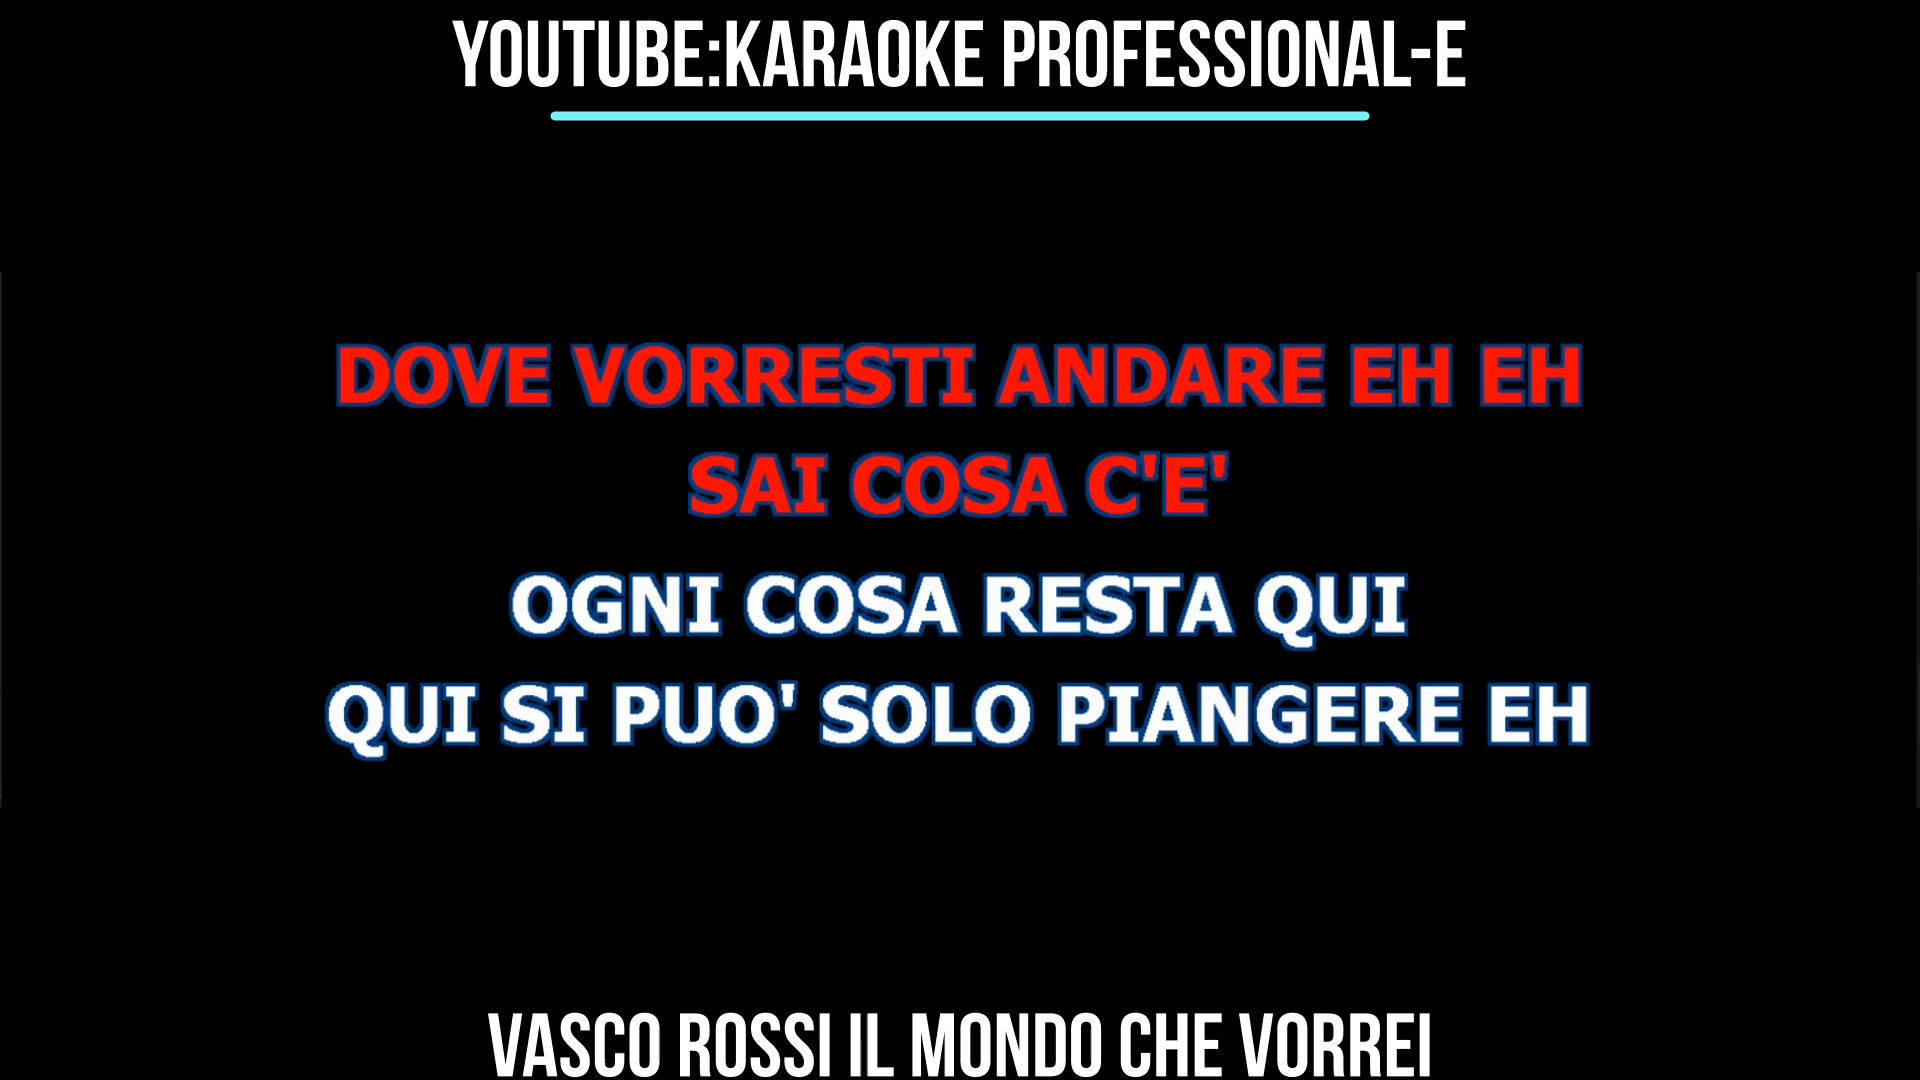 YOUTUBE:KARAOKE PROFESSIONAL-E
DOVE VORRESTI ANDARE EH EH
SAI COSA C'E'
OGNI COSA RESTA QUI
QUI SI PUO' SOLO PIANGERE EH
VASCO ROSSI IL MONDO CHE VORREI